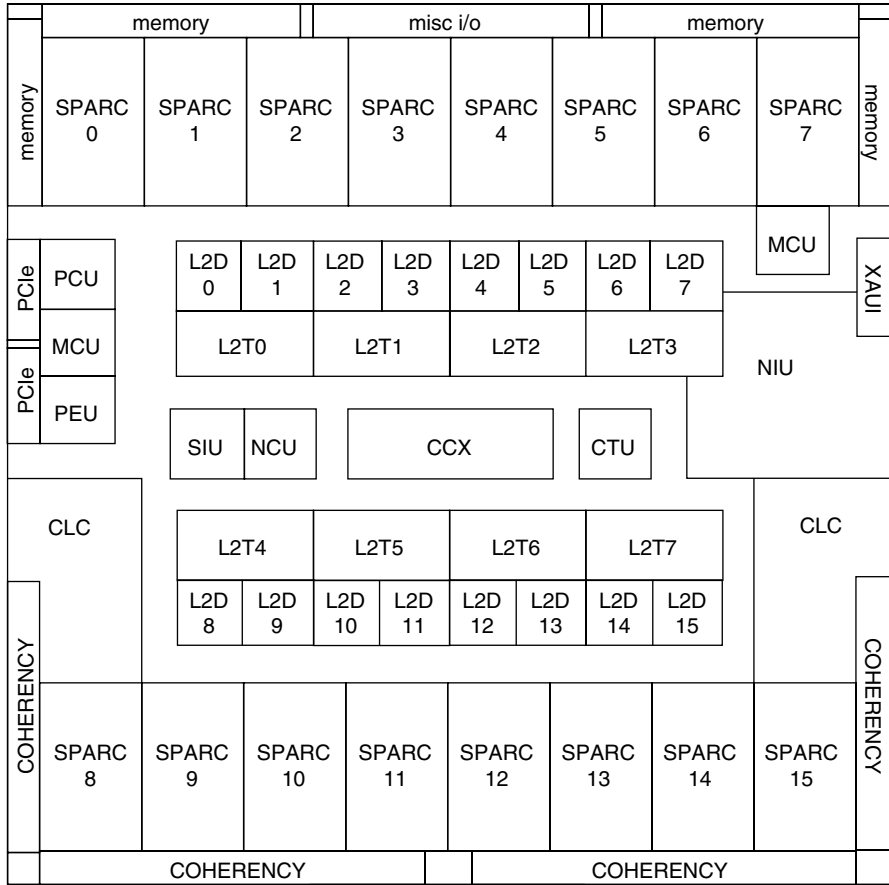 memory misc i/o memory
memory
memory
SPARC SPARC SPARC SPARC SPARC SPARC SPARC SPARC
0 1 2 3 4 5 6 7
MCU
PCIe
PCU
XAUI
L2D L2D L2D L2D L2D L2D L2D L2D
0 1 2 3 4 5 6 7
MCU
L2T0 L2T1 L2T2 L2T3
NIU
PCIe
PEU
SIU NCU CCX CTU
CLC CLC
L2T4 L2T5 L2T6 L2T7
L2D L2D L2D L2D L2D L2D L2D L2D
8 9 10 11 12 13 14 15
COHERENCY
COHERENCY
SPARC SPARC SPARC SPARC SPARC SPARC SPARC SPARC
8 9 10 11 12 13 14 15
COHERENCY COHERENCY